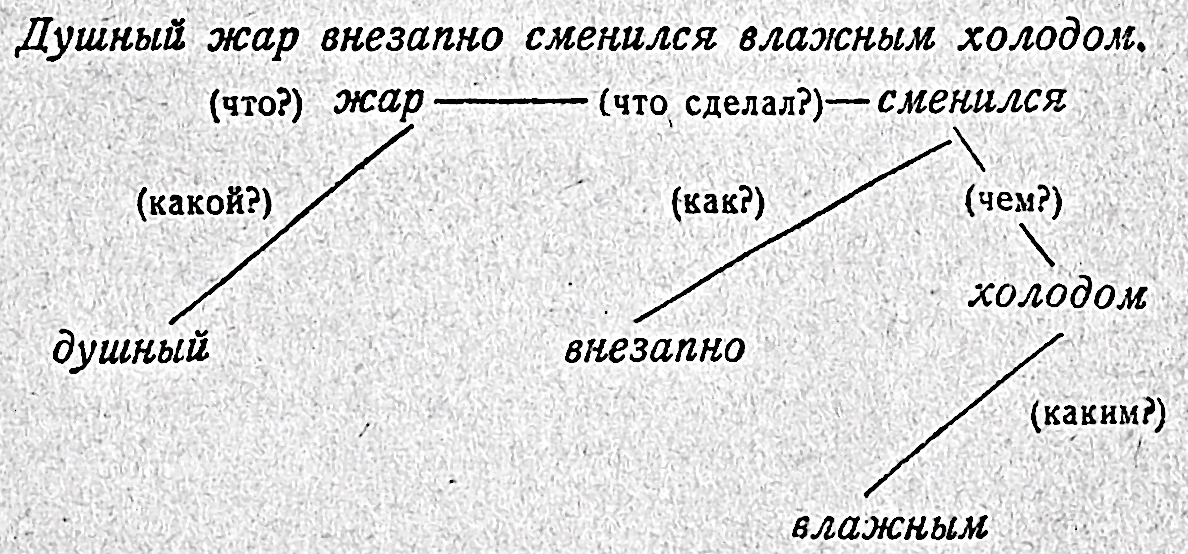 Душный жар внезапно сменился влажным холодом.
(что?) жар (что сделал?) сменился
(какой?) (как?) (чем?)
холодом
душный внезапно
(каким?)
влажным